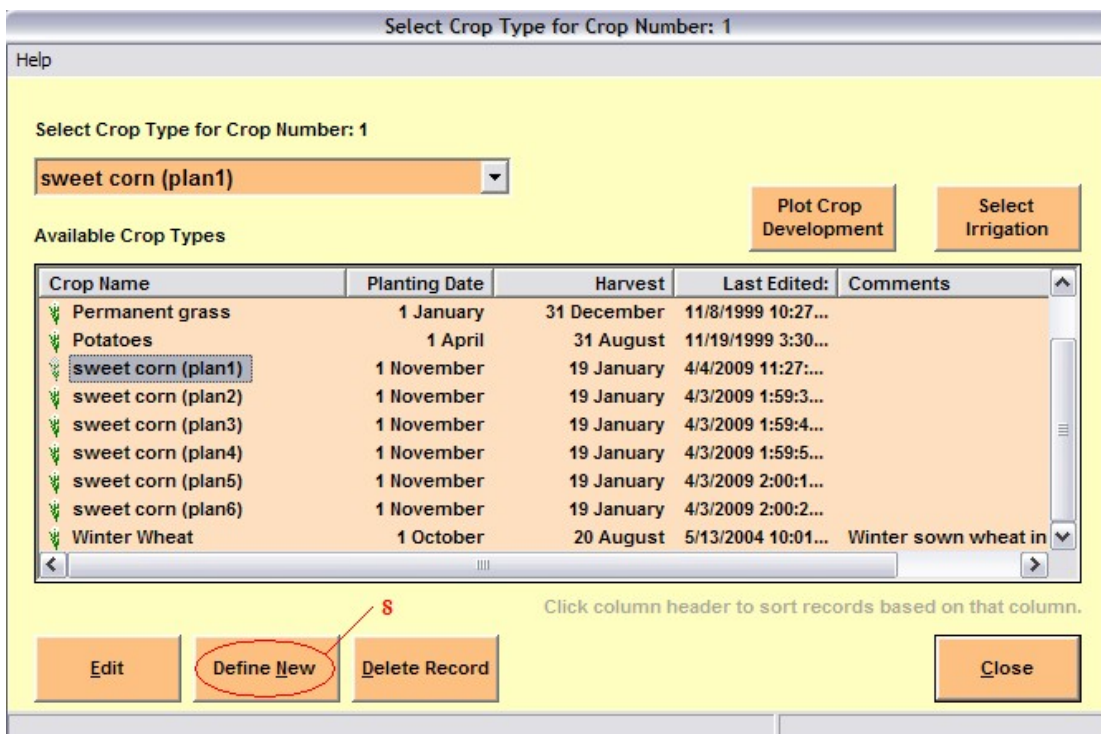 Select Crop Type for Crop Number: 1
Help
Select Crop Type for Crop Number: 1
sweet corn (plan1)
Plot Crop Development
Select Irrigation
Available Crop Types
Crop Name Planting Date Harvest Last Edited: Comments
Permanent grass 1 January 31 December 11/8/1999 10:27...
Potatoes 1 April 31 August 11/19/1999 3:30...
sweet corn (plan1) 1 November 19 January 4/4/2009 11:27:...
sweet corn (plan2) 1 November 19 January 4/3/2009 1:59:3...
sweet corn (plan3) 1 November 19 January 4/3/2009 1:59:4...
sweet corn (plan4) 1 November 19 January 4/3/2009 1:59:5...
sweet corn (plan5) 1 November 19 January 4/3/2009 2:00:1...
sweet corn (plan6) 1 November 19 January 4/3/2009 2:00:2...
Winter Wheat 1 October 20 August 5/13/2004 10:01... Winter sown wheat in
8
Click column header to sort records based on that column.
Edit Define New Delete Record Close